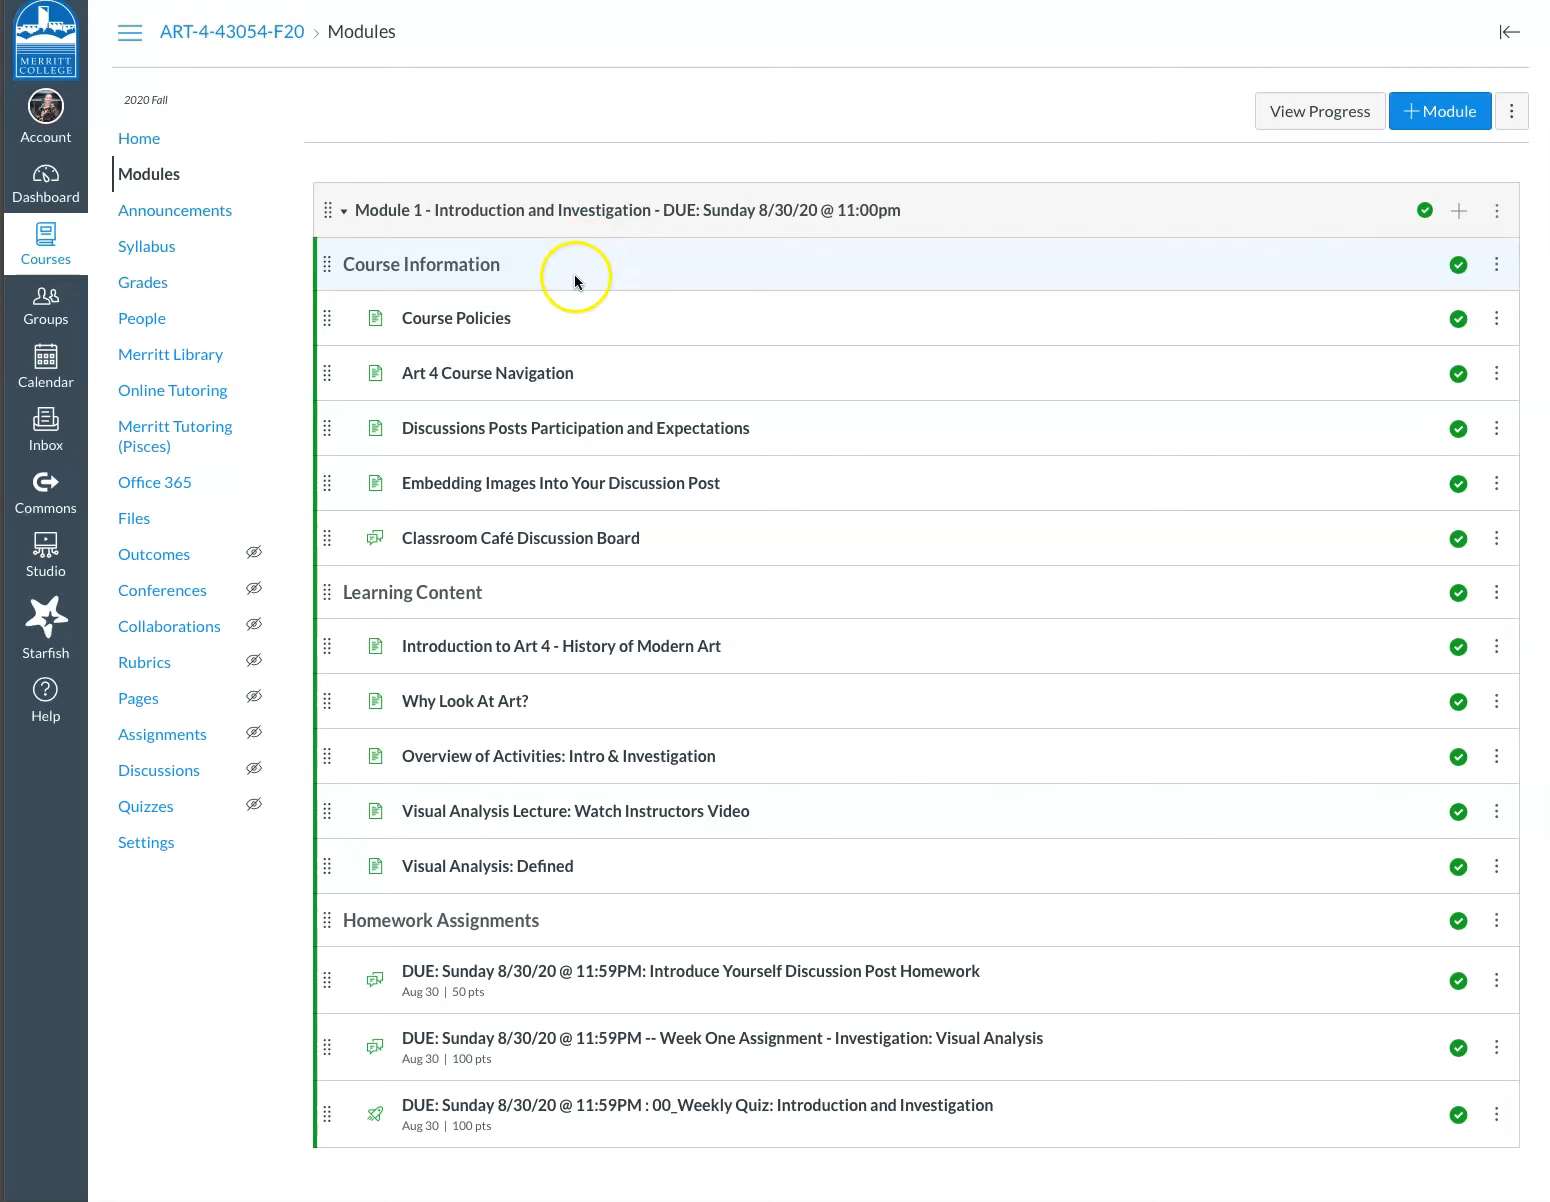 MERRITT
COLLEGE
Account
Dashboard
Courses
Groups
Calendar
Inbox
Commons
Studio
Starfish
Help
ART-4-43054-F20 › Modules
2020 Fall
Home
Modules
Announcements
Syllabus
Grades
People
Merritt Library
Online Tutoring
Merritt Tutoring
(Pisces)
Office 365
Files
Outcomes
Conferences
Collaborations
Rubrics
Pages
Assignments
Discussions
Quizzes
Settings
View Progress
+ Module
Module 1 - Introduction and Investigation - DUE: Sunday 8/30/20 @ 11:00pm
Course Information
Course Policies
Art 4 Course Navigation
Discussions Posts Participation and Expectations
Embedding Images Into Your Discussion Post
Classroom Café Discussion Board
Learning Content
Introduction to Art 4 - History of Modern Art
Why Look At Art?
Overview of Activities: Intro & Investigation
Visual Analysis Lecture: Watch Instructors Video
Visual Analysis: Defined
Homework Assignments
DUE: Sunday 8/30/20 @ 11:59PM: Introduce Yourself Discussion Post Homework
Aug 30 | 50 pts
DUE: Sunday 8/30/20 @ 11:59PM -- Week One Assignment - Investigation: Visual Analysis
Aug 30 | 100 pts
DUE: Sunday 8/30/20 @ 11:59PM : 00_Weekly Quiz: Introduction and Investigation
Aug 30 | 100 pts